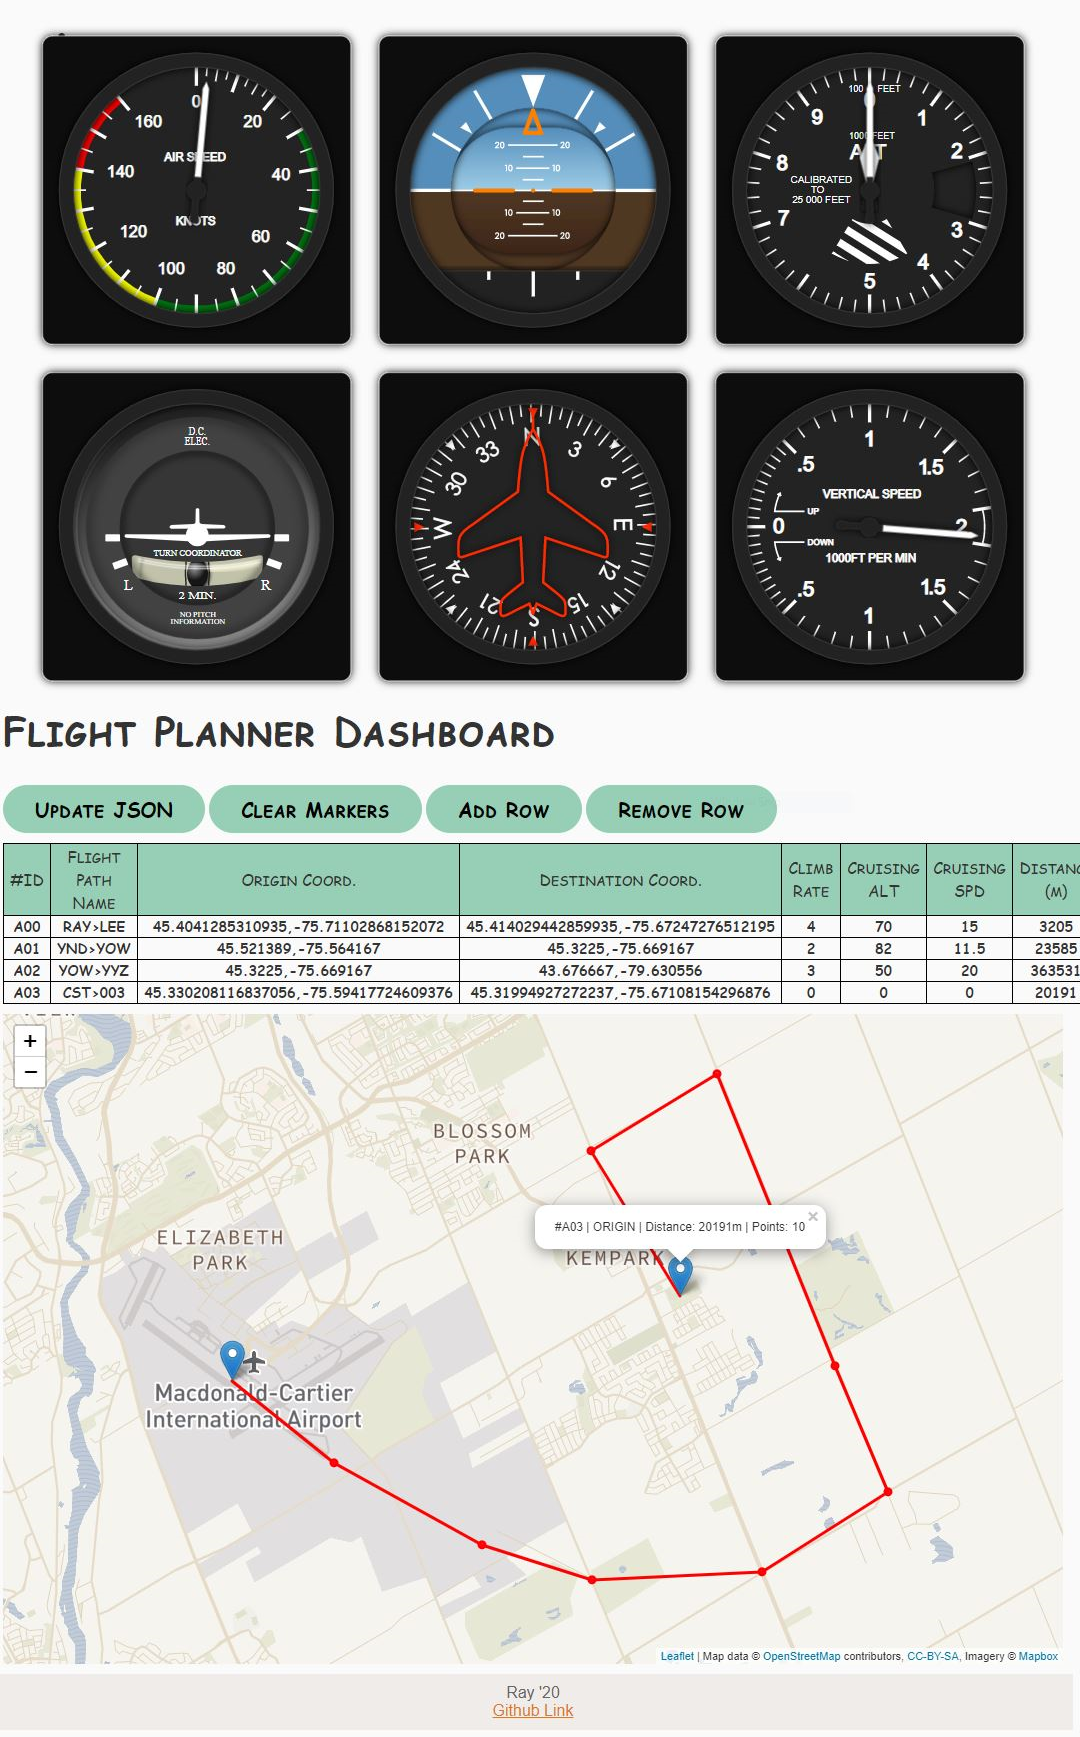 0
160
20
AIR SPEED
140
40
KNOTS
120
60
100
80
20 20
10 10
10 10
20 20
100 FEET
0
9
1
1000 FEET
ALT
2
8
CALIBRATED
TO
25 000 FEET
7
3
4
5
D.C.
ELEC.
TURN COORDINATOR
L
R
2 MIN.
NO PITCH
INFORMATION
N
33
3
30
6
W
E
24
12
21
15
S
1
.5
1.5
VERTICAL SPEED
UP
0
2
DOWN
1000FT PER MIN
.5
1.5
1
Flight Planner Dashboard
Update JSON Clear Markers Add Row Remove Row
#ID Flight Path Name Origin Coord. Destination Coord. Climb Rate Cruising ALT Cruising SPD Distanc (m)
A00 RAY>LEE 45.4041285310935,-75.71102868152072 45.414029442859935,-75.67247276512195 4 70 15 3205
A01 YND>YOW 45.521389,-75.564167 45.3225,-75.669167 2 82 11.5 23585
A02 YOW>YYZ 45.3225,-75.669167 43.676667,-79.630556 3 50 20 363531
A03 CST>003 45.330208116837056,-75.59417724609376 45.31994927272237,-75.67108154296876 0 0 0 20191
+
−
BLOSSOM
PARK
#A03 | ORIGIN | Distance: 20191m | Points: 10 ×
ELIZABETH
PARK
KEMPARK
Macdonald-Cartier
International Airport
Leaflet | Map data © OpenStreetMap contributors, CC-BY-SA, Imagery © Mapbox
Ray '20
Github Link